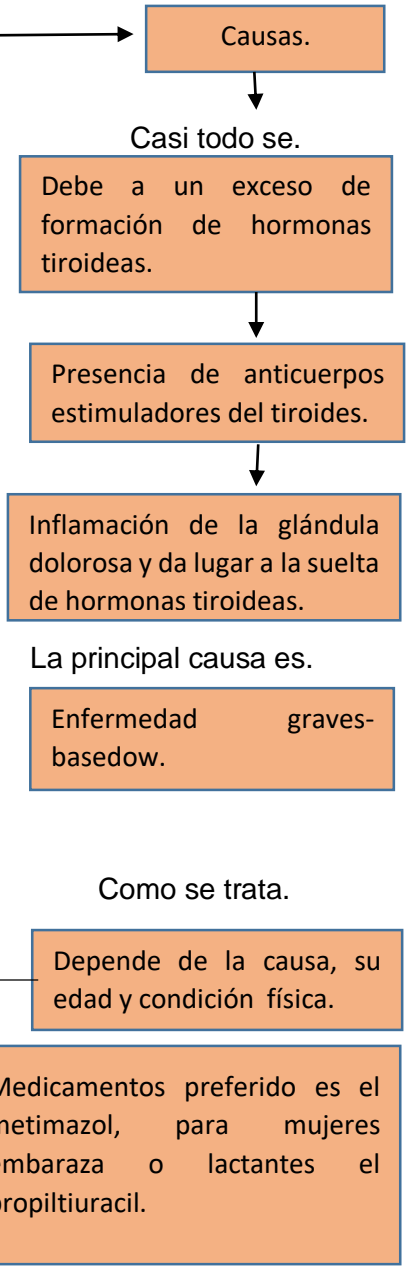 Causas.
Casi todo se.
Debe a un exceso de
formación de hormonas
tiroideas.
Presencia de anticuerpos
estimuladores del tiroides.
Inflamación de la glándula
dolorosa y da lugar a la suelta
de hormonas tiroideas.
La principal causa es.
Enfermedad graves-
basedow.
Como se trata.
Depende de la causa, su
edad y condición física.
Medicamentos preferido es el
metimazol, para mujeres
embaraza o lactantes el
propiltiuracil.